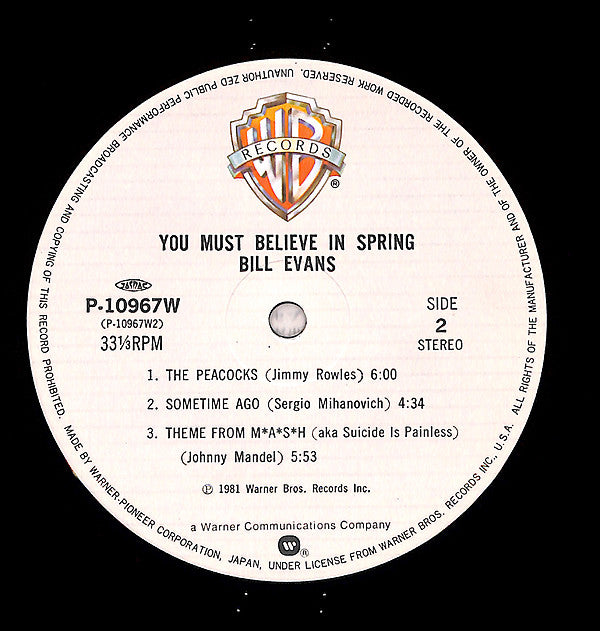 WB
RECORDS
®
YOU MUST BELIEVE IN SPRING
BILL EVANS
JASRAC
P-10967W
(P-10967W2)
33⅓RPM
SIDE
2
STEREO
1. THE PEACOCKS (Jimmy Rowles) 6:00
2. SOMETIME AGO (Sergio Mihanovich) 4:34
3. THEME FROM M*A*S*H (aka Suicide Is Painless)
(Johnny Mandel) 5:53
℗ 1981 Warner Bros. Records Inc.
a Warner Communications Company
®
MADE BY WARNER-PIONEER CORPORATION, JAPAN, UNDER LICENSE FROM WARNER BROS. RECORDS INC., U.S.A. ALL RIGHTS OF THE MANUFACTURER AND OF THE OWNER OF THE RECORDED WORK RESERVED. UNAUTHORIZED PUBLIC PERFORMANCE BROADCASTING AND COPYING OF THIS RECORD PROHIBITED.